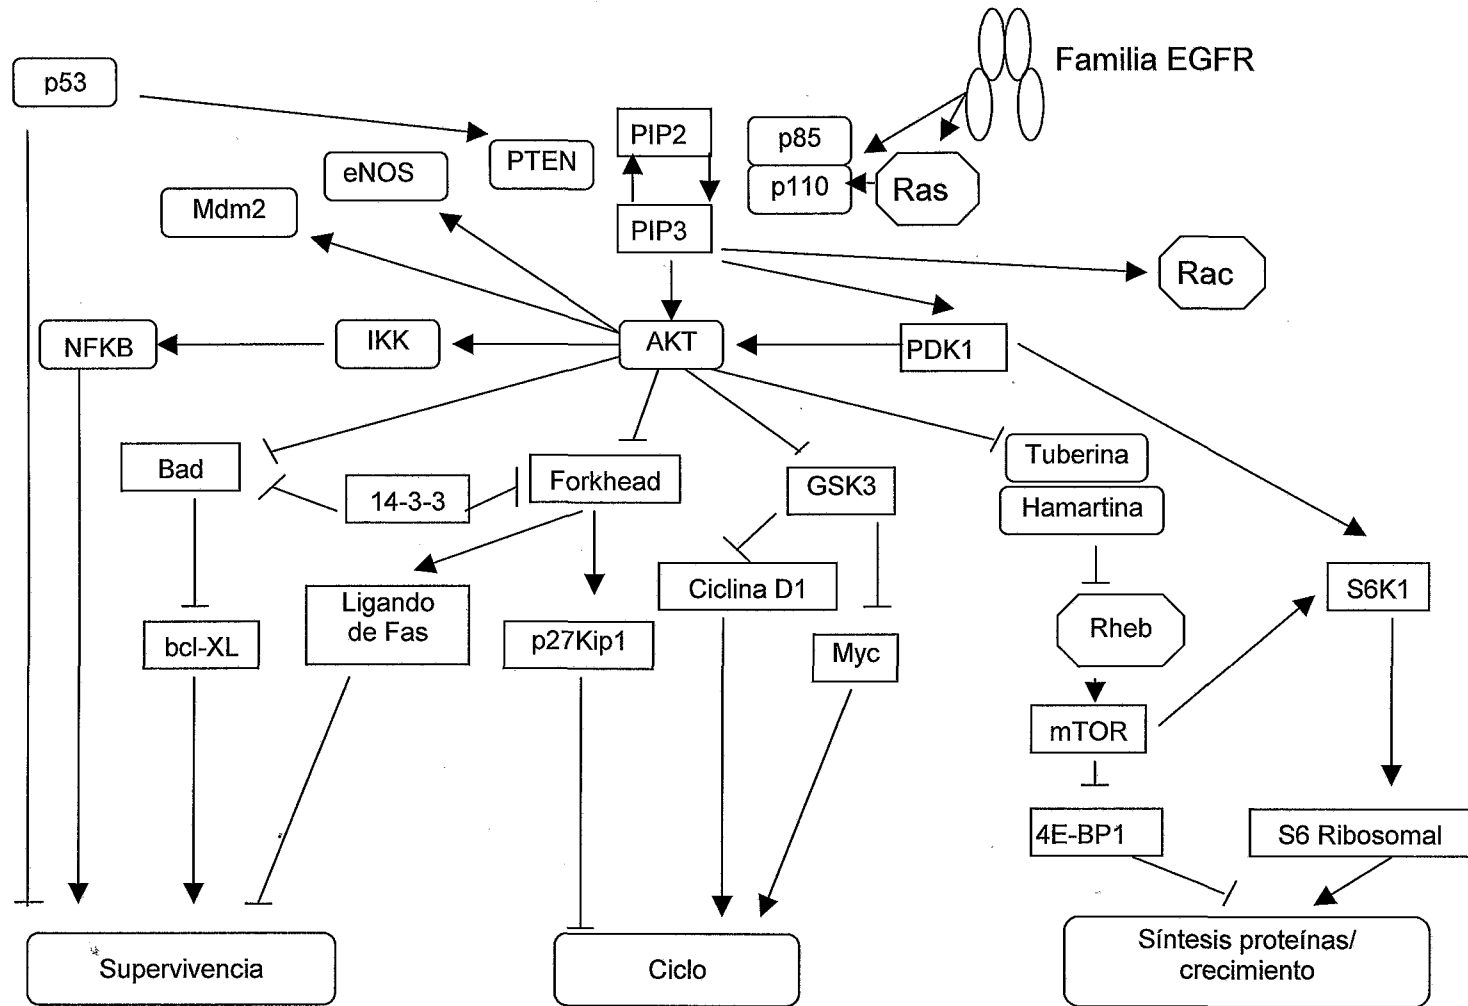 Familia EGFR
p53
PIP2
p85
PTEN
eNOS
p110
Ras
Mdm2
PIP3
Rac
NFKB
IKK
AKT
PDK1
Bad
14-3-3
Forkhead
GSK3
Tuberina
Hamartina
Ciclina D1
S6K1
Ligando
de Fas
bcl-XL
p27Kip1
Myc
Rheb
mTOR
4E-BP1
S6 Ribosomal
Supervivencia
Ciclo
Síntesis proteínas/
crecimiento